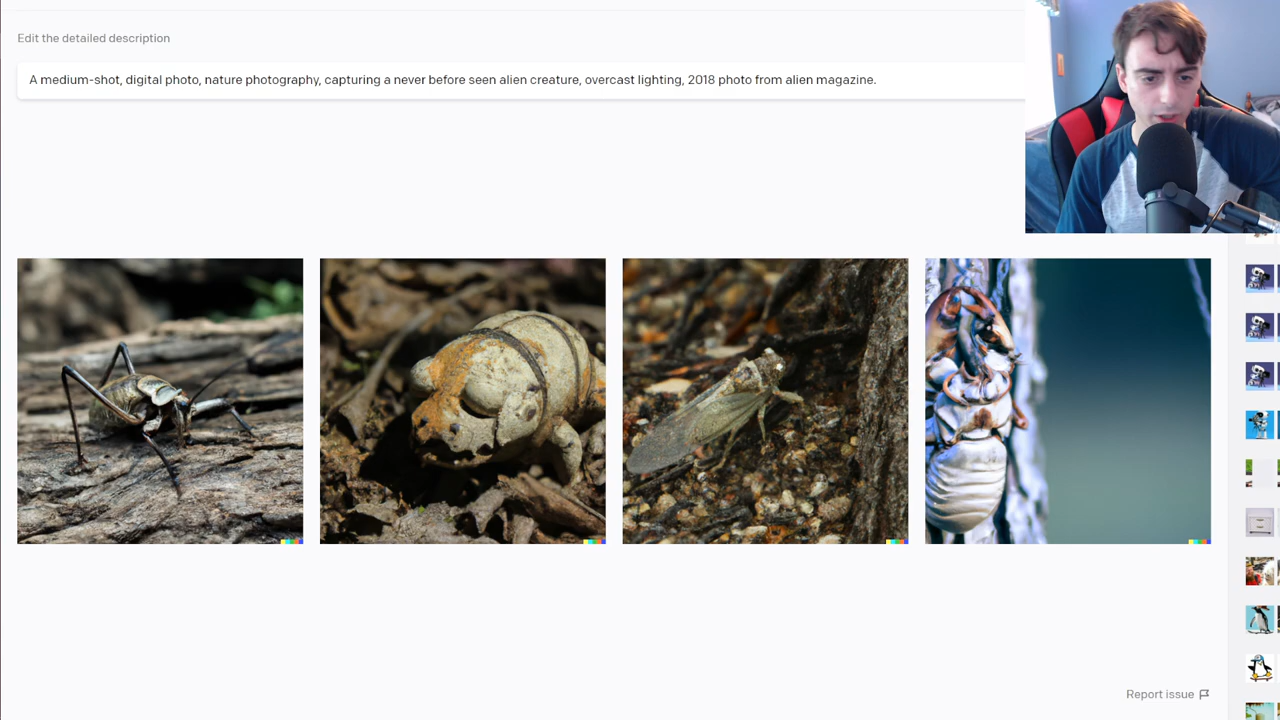 Edit the detailed description
A medium-shot, digital photo, nature photography, capturing a never before seen alien creature, overcast lighting, 2018 photo from alien magazine.
Report issue